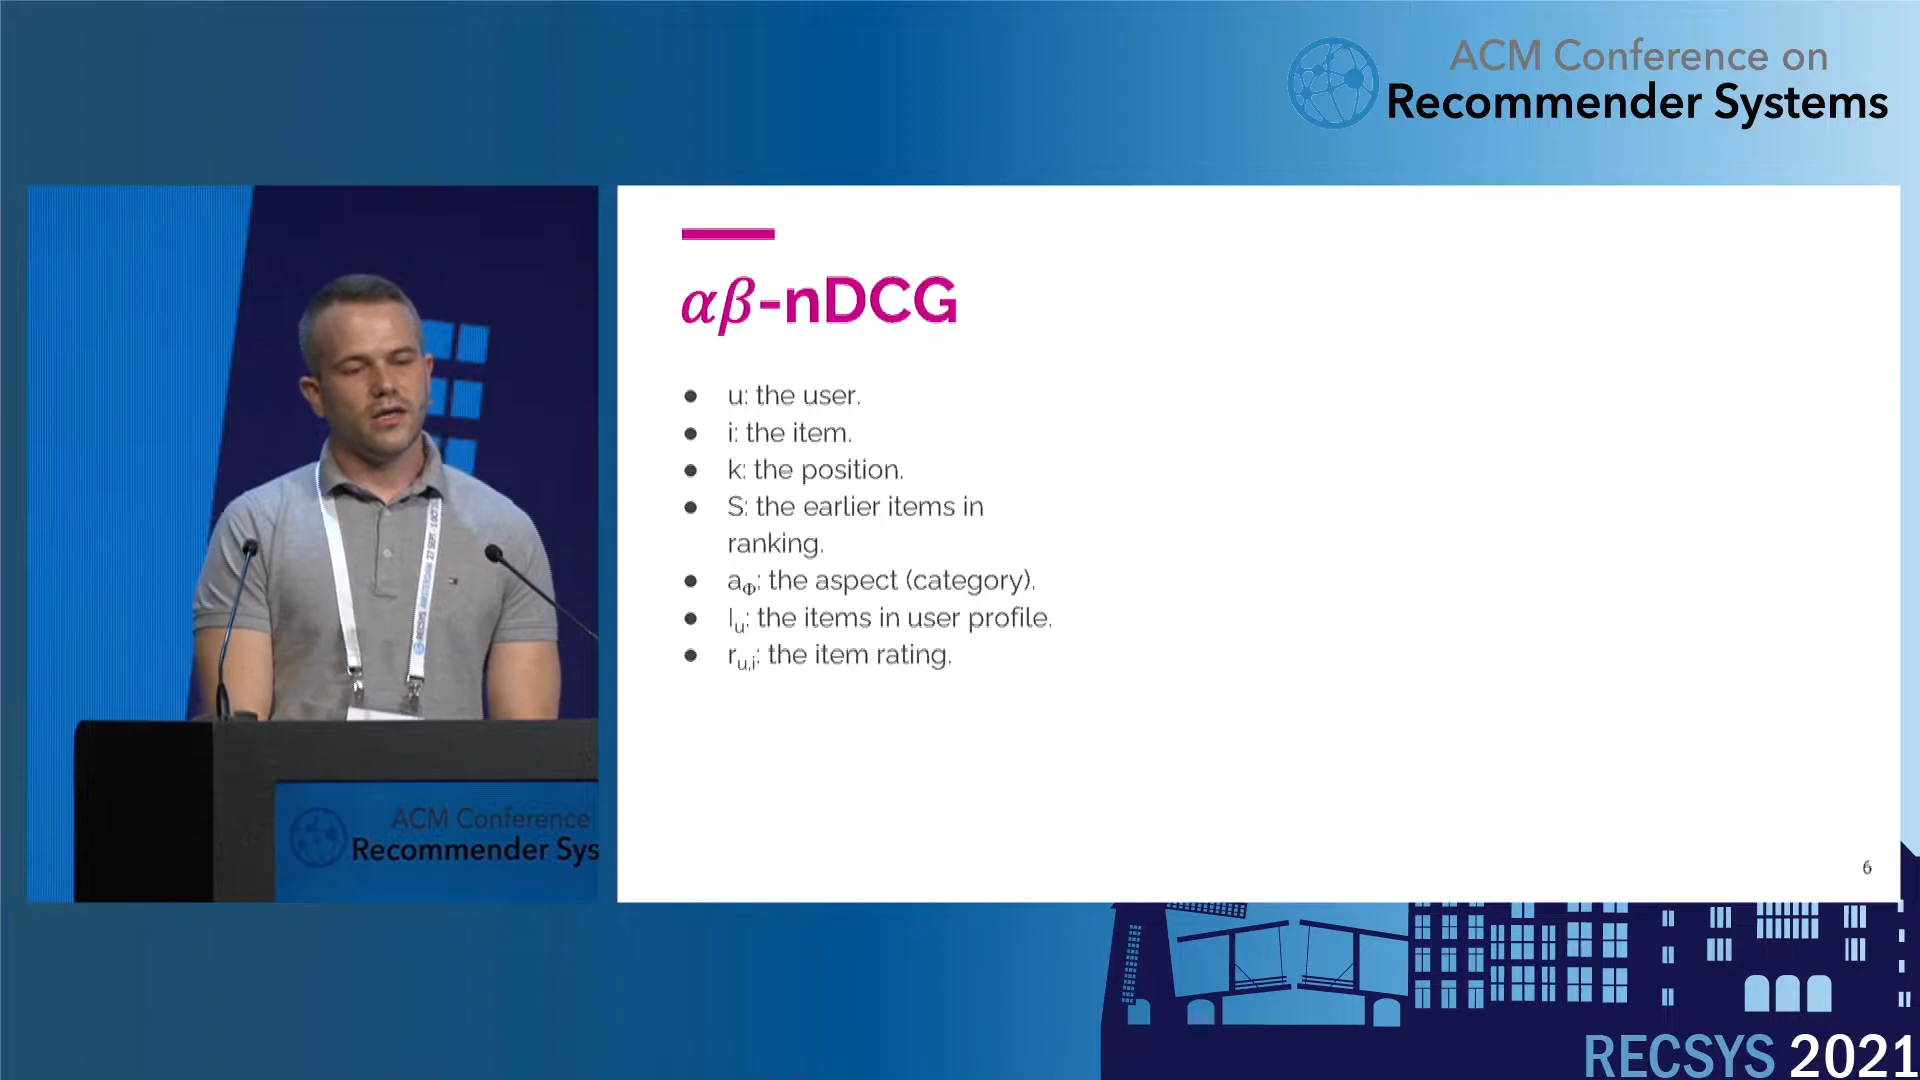 ACM Conference on
Recommender Systems
αβ-nDCG
● u: the user.
● i: the item.
● k: the position.
● S: the earlier items in
ranking.
● aΦ: the aspect (category).
● Iu: the items in user profile.
● ru,i: the item rating.
6
ACM Conference
Recommender Sys
RECSYS 2021